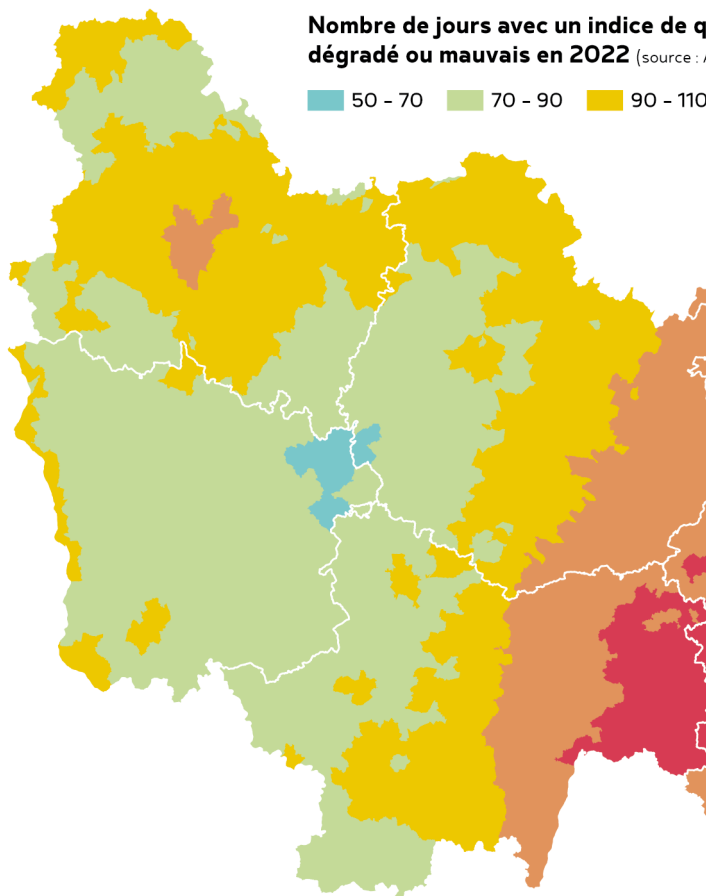 Nombre de jours avec un indice de q
dégradé ou mauvais en 2022 (source : A
50 - 70 70 - 90 90 - 110